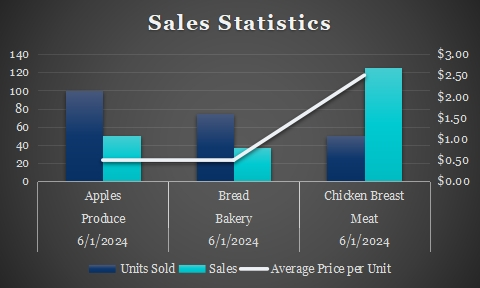 Sales Statistics
140 $3.00
120 $2.50
100 $2.00
80 $1.50
60 $1.00
40 $0.50
20 $0.00
0
Apples Bread Chicken Breast
Produce Bakery Meat
6/1/2024 6/1/2024 6/1/2024
Units Sold Sales Average Price per Unit